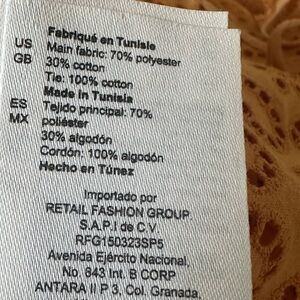 Fabriqué en Tunisie
US Main fabric: 70% polyester
GB 30% cotton
Tie: 100% cotton
Made in Tunisia
ES Tejido principal: 70%
MX poliéster
30% algodón
Cordón: 100% algodón
Hecho en Túnez
Importado por
RETAIL FASHION GROUP
S.A.P.I de C V
RFG150323SP5
Avenida Ejército Nacional,
No. 843 Int. B CORP
ANTARA II P 3, Col. Granada,